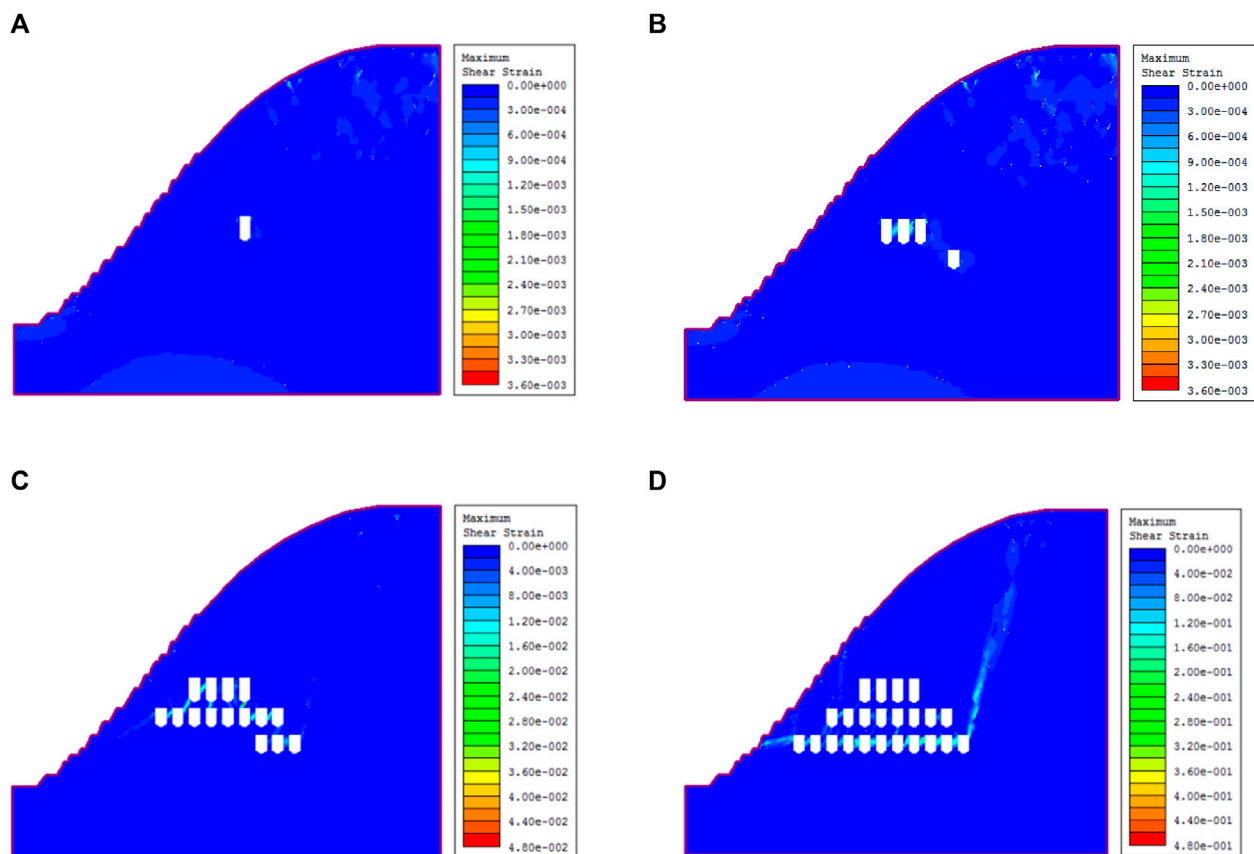 A
Maximum
Shear Strain
0.00e+000
3.00e-004
6.00e-004
9.00e-004
1.20e-003
1.50e-003
1.80e-003
2.10e-003
2.40e-003
2.70e-003
3.00e-003
3.30e-003
3.60e-003
B
Maximum
Shear Strain
0.00e+000
3.00e-004
6.00e-004
9.00e-004
1.20e-003
1.50e-003
1.80e-003
2.10e-003
2.40e-003
2.70e-003
3.00e-003
3.30e-003
3.60e-003
C
Maximum
Shear Strain
0.00e+000
4.00e-003
8.00e-003
1.20e-002
1.60e-002
2.00e-002
2.40e-002
2.80e-002
3.20e-002
3.60e-002
4.00e-002
4.40e-002
4.80e-002
D
Maximum
Shear Strain
0.00e+000
4.00e-002
8.00e-002
1.20e-001
1.60e-001
2.00e-001
2.40e-001
2.80e-001
3.20e-001
3.60e-001
4.00e-001
4.40e-001
4.80e-001